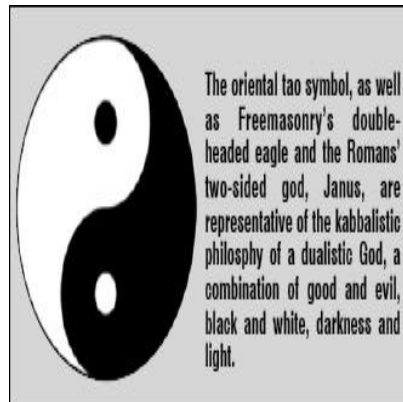 The oriental tao symbol, as well
as Freemasonry's double-
headed eagle and the Romans'
two-sided god, Janus, are
representative of the kabbalistic
philosphy of a dualistic God, a
combination of good and evil,
black and white, darkness and
light.